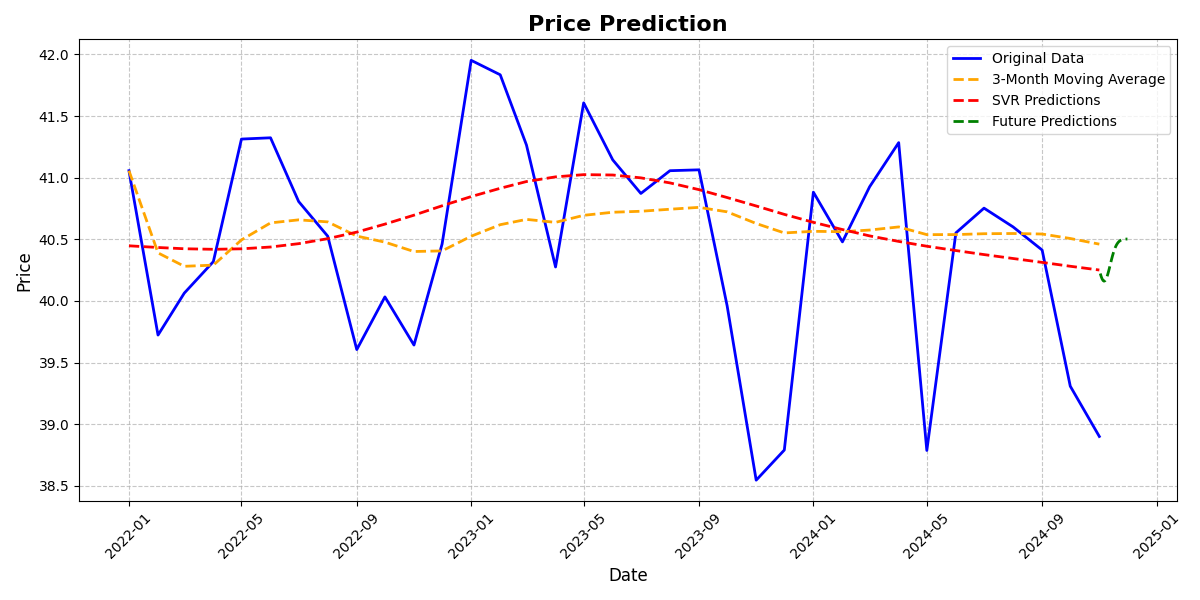 Price Prediction
Original Data
3-Month Moving Average
SVR Predictions
Future Predictions
42.0
41.5
41.0
40.5
40.0
39.5
39.0
38.5
Price
2022-01
2022-05
2022-09
2023-01
2023-05
2023-09
2024-01
2024-05
2024-09
2025-01
Date